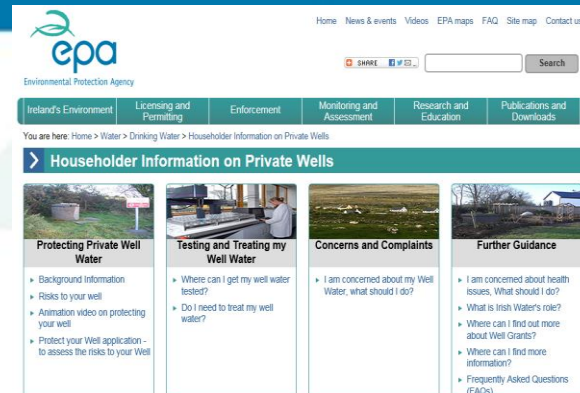 Home News & events Videos EPA maps FAQ Site map Contact us
epa
Environmental Protection Agency
SHARE
Search
Ireland's Environment
Licensing and
Permitting
Enforcement
Monitoring and
Assessment
Research and
Education
Publications and
Downloads
You are here: Home > Water > Drinking Water > Householder Information on Private Wells
Householder Information on Private Wells
Protecting Private Well
Water
Background Information
Risks to your well
Animation video on protecting
your well
Protect your Well application -
to assess the risks to your Well
Testing and Treating my
Well Water
Where can I get my well water
tested?
Do I need to treat my well
water?
Concerns and Complaints
I am concerned about my Well
Water, what should I do?
Further Guidance
I am concerned about health
issues, What should I do?
What is Irish Water's role?
Where can I find out more
about Well Grants?
Where can I find more
information?
Frequently Asked Questions
(FAQs)